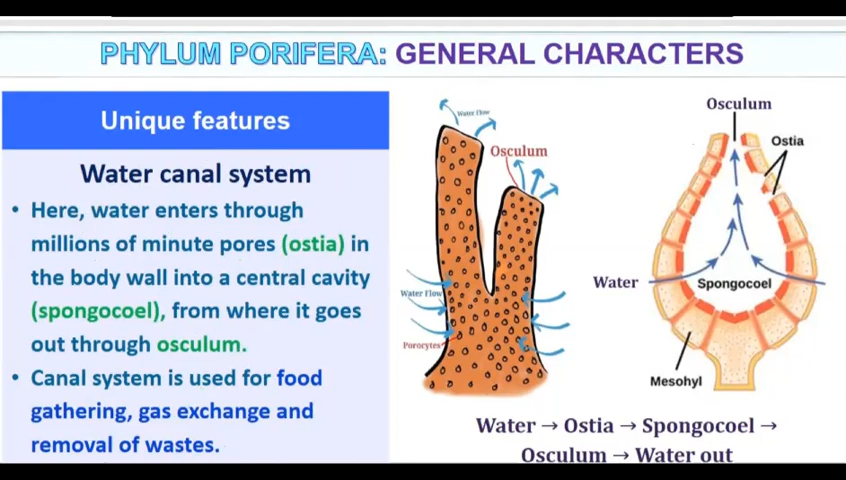 PHYLUM PORIFERA: GENERAL CHARACTERS
Unique features
Water canal system
• Here, water enters through
millions of minute pores (ostia) in
the body wall into a central cavity
(spongocoel), from where it goes
out through osculum.
• Canal system is used for food
gathering, gas exchange and
removal of wastes.
Water Flow
Osculum
Water Flow
Porocytes
Osculum
Ostia
Water
Spongocoel
Mesohyl
Water → Ostia → Spongocoel →
Osculum → Water out